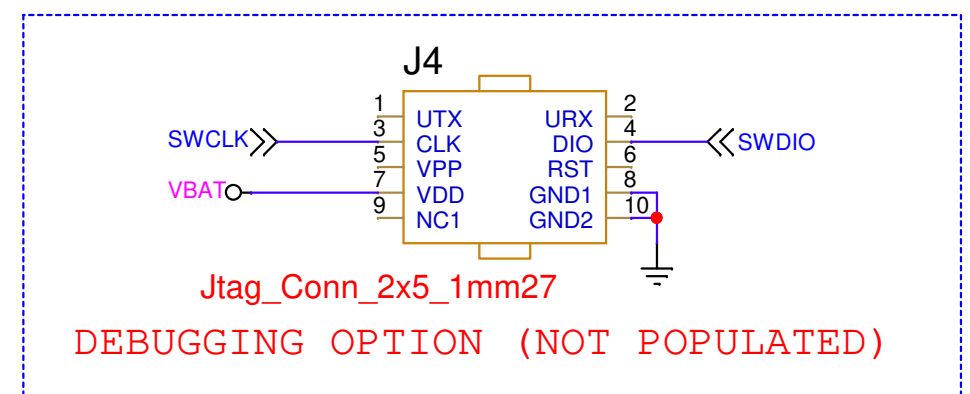 J4
1 UTX URX 2
SWCLK 3 CLK DIO 4 SWDIO
5 VPP RST 6
VBAT 7 VDD GND1 8
9 NC1 GND2 10
Jtag_Conn_2x5_1mm27
DEBUGGING OPTION (NOT POPULATED)